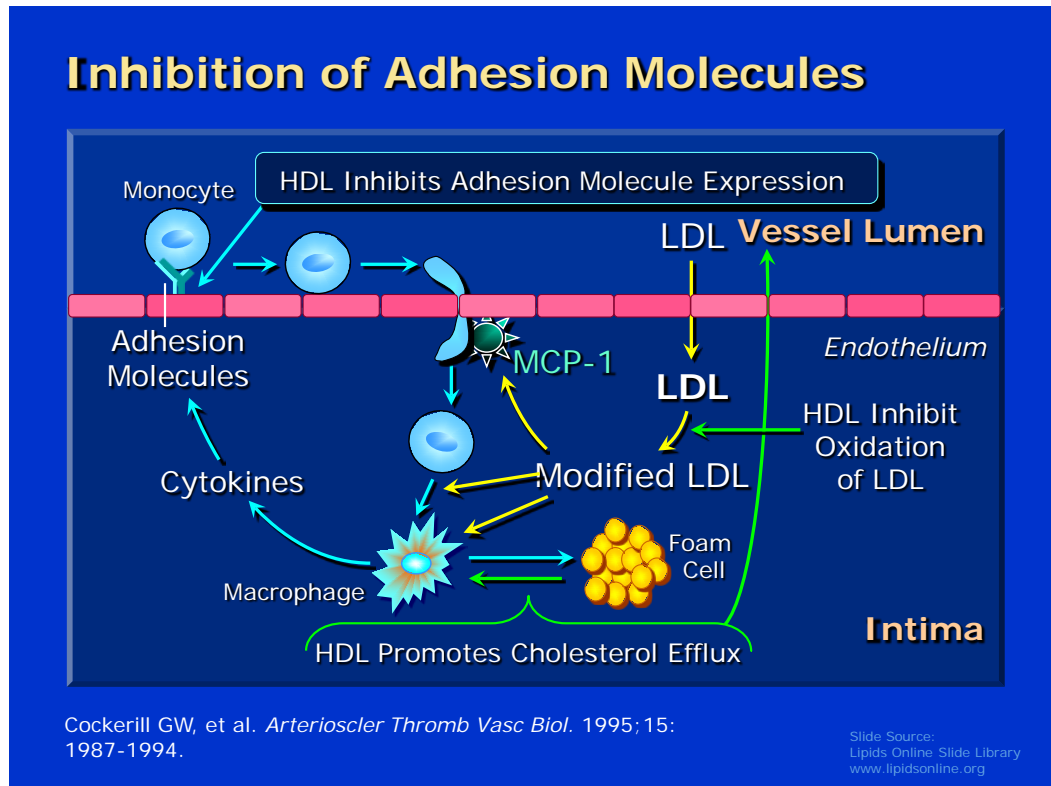 Inhibition of Adhesion Molecules
Monocyte
HDL Inhibits Adhesion Molecule Expression
LDL
Vessel Lumen
Adhesion
Molecules
MCP-1
Endothelium
LDL
HDL Inhibit
Oxidation
of LDL
Cytokines
Modified LDL
Foam
Cell
Macrophage
Intima
HDL Promotes Cholesterol Efflux
Cockerill GW, et al. Arterioscler Thromb Vasc Biol. 1995;15:
1987-1994.
Slide Source:
Lipids Online Slide Library
www.lipidsonline.org